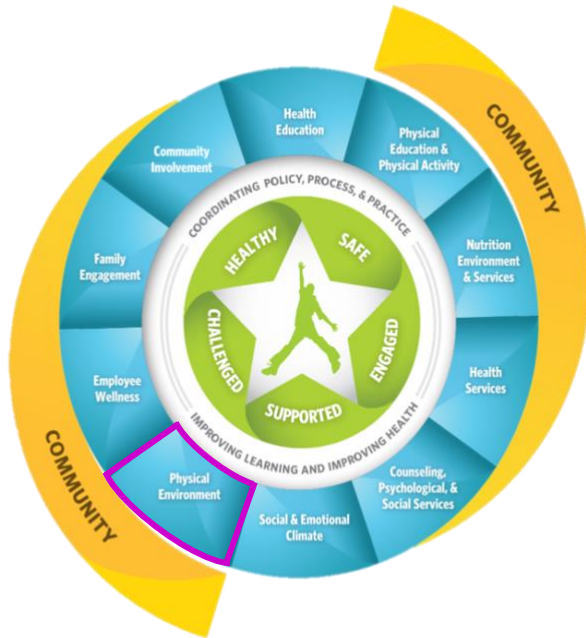 COMMUNITY
Health
Education
Physical
Education &
Physical Activity
Nutrition
Environment
& Services
Health
Services
Counseling,
Psychological, &
Social Services
Social & Emotional
Climate
Physical
Environment
Employee
Wellness
Family
Engagement
Community
Involvement
COORDINATING POLICY, PROCESS, & PRACTICE
IMPROVING LEARNING AND IMPROVING HEALTH
HEALTHY
SAFE
ENGAGED
SUPPORTED
CHALLENGED
COMMUNITY